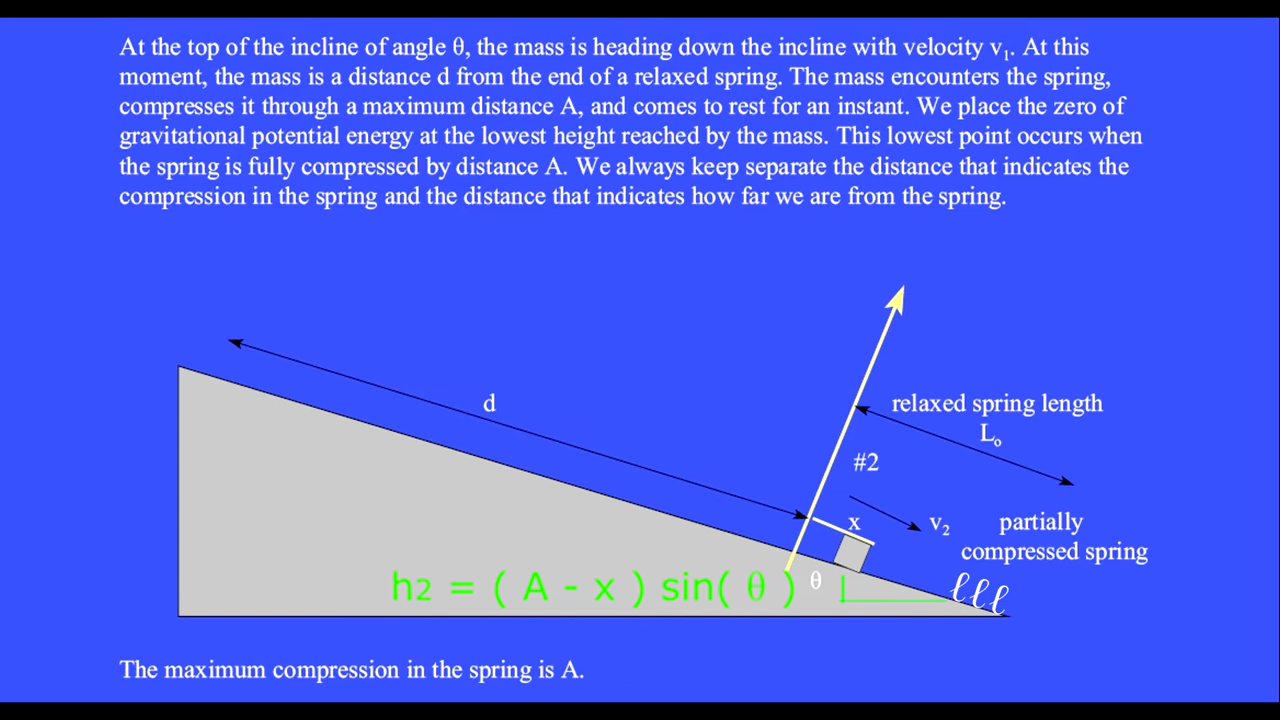 At the top of the incline of angle θ, the mass is heading down the incline with velocity v₁. At this
moment, the mass is a distance d from the end of a relaxed spring. The mass encounters the spring,
compresses it through a maximum distance A, and comes to rest for an instant. We place the zero of
gravitational potential energy at the lowest height reached by the mass. This lowest point occurs when
the spring is fully compressed by distance A. We always keep separate the distance that indicates the
compression in the spring and the distance that indicates how far we are from the spring.
d
relaxed spring length
L₀
#2
x
v₂
partially
compressed spring
h2 = ( A - x ) sin( θ )
θ
The maximum compression in the spring is A.